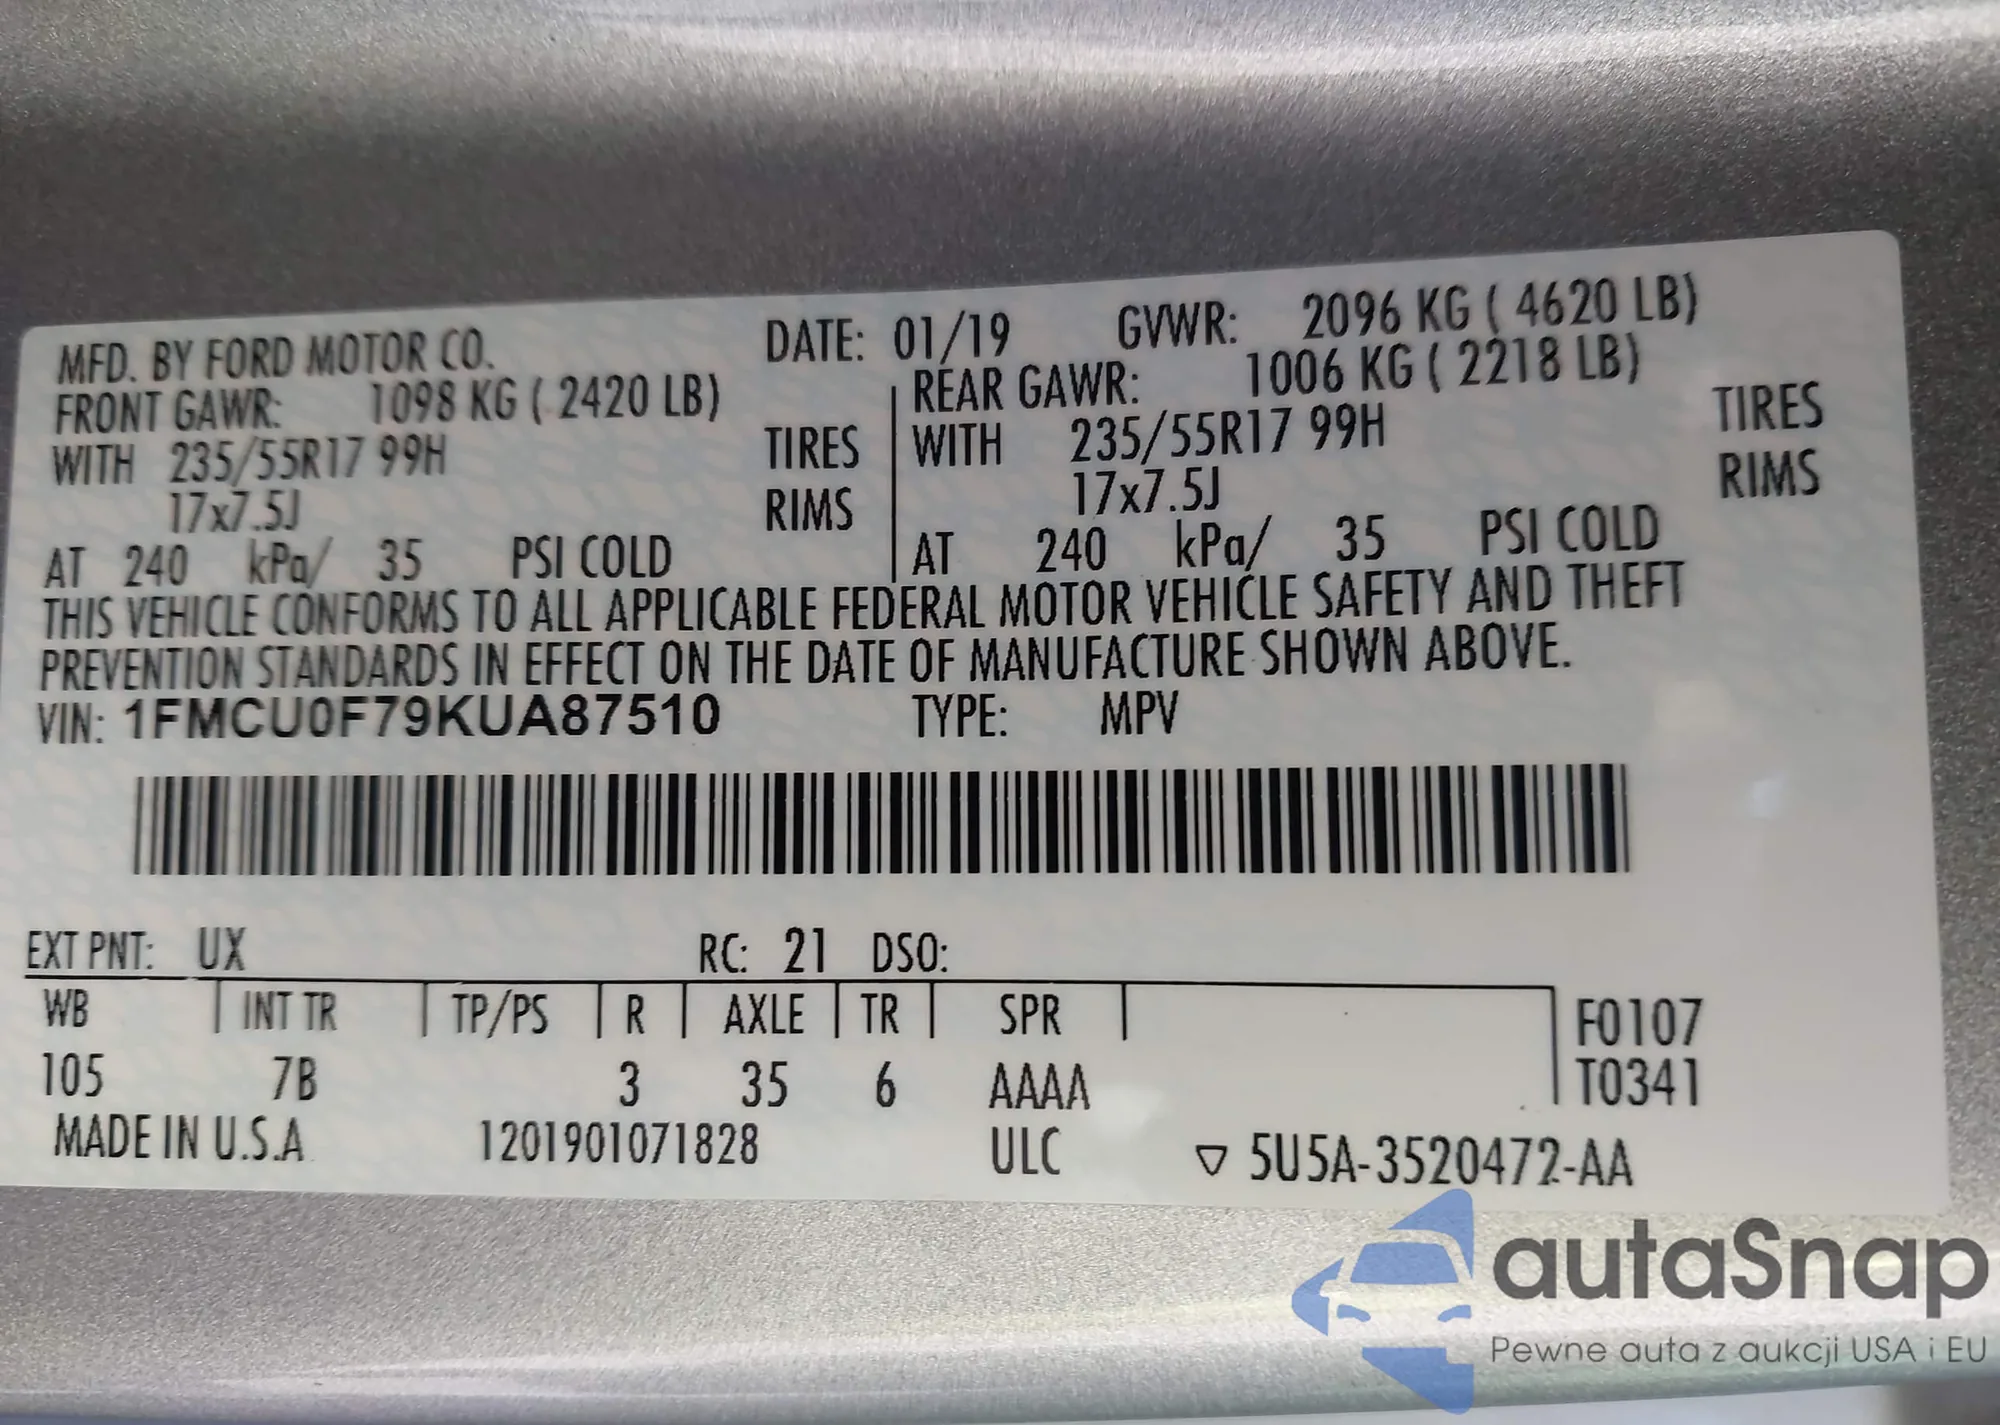 MFD. BY FORD MOTOR CO. DATE: 01/19 GVWR: 2096 KG ( 4620 LB)
FRONT GAWR: 1098 KG ( 2420 LB) REAR GAWR: 1006 KG ( 2218 LB)
WITH 235/55R17 99H TIRES WITH 235/55R17 99H TIRES
17x7.5J RIMS 17x7.5J RIMS
AT 240 kPa/ 35 PSI COLD AT 240 kPa/ 35 PSI COLD
THIS VEHICLE CONFORMS TO ALL APPLICABLE FEDERAL MOTOR VEHICLE SAFETY AND THEFT
PREVENTION STANDARDS IN EFFECT ON THE DATE OF MANUFACTURE SHOWN ABOVE.
VIN: 1FMCU0F79KUA87510 TYPE: MPV
EXT PNT: UX RC: 21 DSO:
WB INT TR TP/PS R AXLE TR SPR F0107
105 7B 3 35 6 AAAA T0341
MADE IN U.S.A 1201901071828 ULC ▽ 5U5A-3520472-AA
autaSnap
Pewne auta z aukcji USA i EU